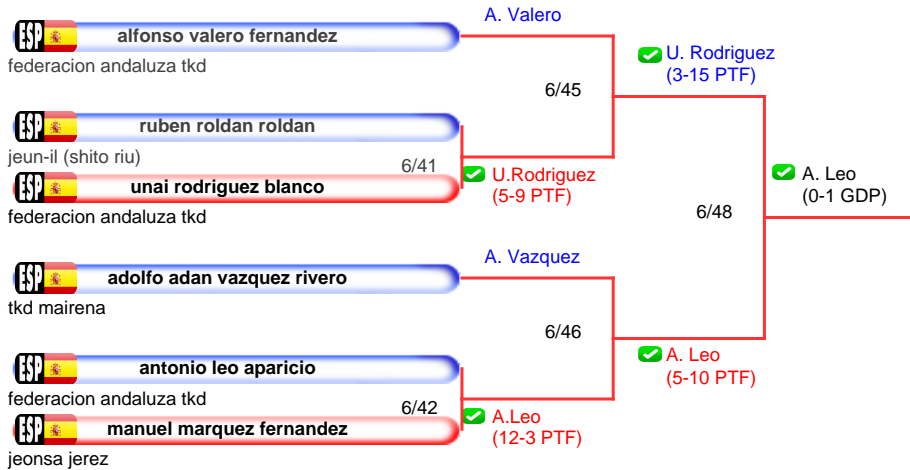 A. Valero
ESP alfonso valero fernandez
federacion andaluza tkd
U. Rodriguez
(3-15 PTF)
6/45
ESP ruben roldan roldan
jeun-il (shito riu)
6/41
U.Rodriguez
(5-9 PTF)
ESP unai rodriguez blanco
federacion andaluza tkd
A. Leo
(0-1 GDP)
6/48
A. Vazquez
ESP adolfo adan vazquez rivero
tkd mairena
6/46
A. Leo
(5-10 PTF)
ESP antonio leo aparicio
federacion andaluza tkd
6/42
A.Leo
(12-3 PTF)
ESP manuel marquez fernandez
jeonsa jerez